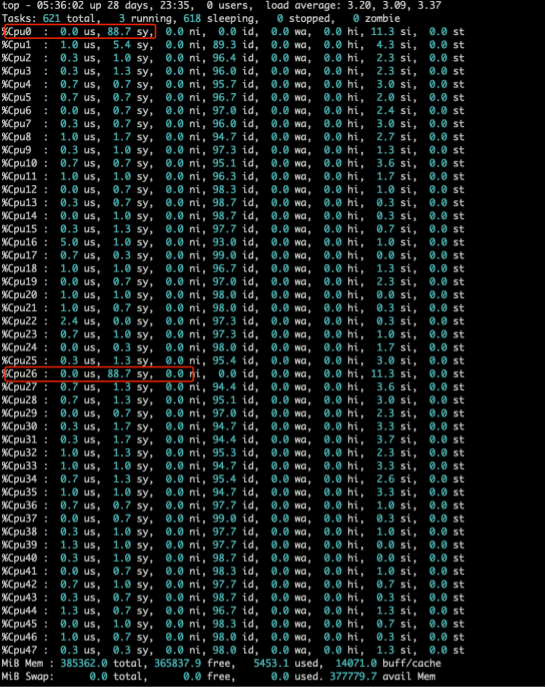 top - 05:36:02 up 28 days, 23:35, 0 users, load average: 3.20, 3.09, 3.37
Tasks: 621 total, 3 running, 618 sleeping, 0 stopped, 0 zombie
%Cpu0 : 0.0 us, 88.7 sy, 0.0 ni, 0.0 id, 0.0 wa, 0.0 hi, 11.3 si, 0.0 st
%Cpu1 : 1.0 us, 5.4 sy, 0.0 ni, 89.3 id, 0.0 wa, 0.0 hi, 4.3 si, 0.0 st
%Cpu2 : 0.3 us, 1.0 sy, 0.0 ni, 96.4 id, 0.0 wa, 0.0 hi, 2.3 si, 0.0 st
%Cpu3 : 0.3 us, 1.3 sy, 0.0 ni, 96.0 id, 0.0 wa, 0.0 hi, 2.3 si, 0.0 st
%Cpu4 : 0.7 us, 0.7 sy, 0.0 ni, 95.7 id, 0.0 wa, 0.0 hi, 3.0 si, 0.0 st
%Cpu5 : 0.7 us, 0.7 sy, 0.0 ni, 96.7 id, 0.0 wa, 0.0 hi, 2.0 si, 0.0 st
%Cpu6 : 0.0 us, 0.7 sy, 0.0 ni, 97.0 id, 0.0 wa, 0.0 hi, 2.4 si, 0.0 st
%Cpu7 : 0.3 us, 0.7 sy, 0.0 ni, 96.0 id, 0.0 wa, 0.0 hi, 3.0 si, 0.0 st
%Cpu8 : 1.0 us, 1.7 sy, 0.0 ni, 94.7 id, 0.0 wa, 0.0 hi, 2.7 si, 0.0 st
%Cpu9 : 0.3 us, 1.0 sy, 0.0 ni, 97.3 id, 0.0 wa, 0.0 hi, 1.3 si, 0.0 st
%Cpu10 : 0.7 us, 0.7 sy, 0.0 ni, 95.1 id, 0.0 wa, 0.0 hi, 3.6 si, 0.0 st
%Cpu11 : 1.0 us, 1.0 sy, 0.0 ni, 96.3 id, 0.0 wa, 0.0 hi, 1.7 si, 0.0 st
%Cpu12 : 0.0 us, 0.7 sy, 0.0 ni, 98.3 id, 0.0 wa, 0.0 hi, 1.0 si, 0.0 st
%Cpu13 : 0.3 us, 0.7 sy, 0.0 ni, 98.7 id, 0.0 wa, 0.0 hi, 0.3 si, 0.0 st
%Cpu14 : 0.3 us, 1.0 sy, 0.0 ni, 98.7 id, 0.0 wa, 0.0 hi, 0.3 si, 0.0 st
%Cpu15 : 0.3 us, 1.3 sy, 0.0 ni, 97.7 id, 0.0 wa, 0.0 hi, 0.7 si, 0.0 st
%Cpu16 : 5.0 us, 1.0 sy, 0.0 ni, 93.0 id, 0.0 wa, 0.0 hi, 1.0 si, 0.0 st
%Cpu17 : 0.7 us, 0.3 sy, 0.0 ni, 99.0 id, 0.0 wa, 0.0 hi, 0.0 si, 0.0 st
%Cpu18 : 1.0 us, 1.0 sy, 0.0 ni, 96.7 id, 0.0 wa, 0.0 hi, 1.3 si, 0.0 st
%Cpu19 : 0.7 us, 0.0 sy, 0.0 ni, 97.0 id, 0.0 wa, 0.0 hi, 2.3 si, 0.0 st
%Cpu20 : 1.0 us, 1.0 sy, 0.0 ni, 98.0 id, 0.0 wa, 0.0 hi, 0.0 si, 0.0 st
%Cpu21 : 1.0 us, 0.7 sy, 0.0 ni, 98.0 id, 0.0 wa, 0.0 hi, 0.3 si, 0.0 st
%Cpu22 : 2.4 us, 0.0 sy, 0.0 ni, 97.3 id, 0.0 wa, 0.0 hi, 0.3 si, 0.0 st
%Cpu23 : 0.7 us, 1.0 sy, 0.0 ni, 97.3 id, 0.0 wa, 0.0 hi, 1.0 si, 0.0 st
%Cpu24 : 0.0 us, 0.3 sy, 0.0 ni, 98.0 id, 0.0 wa, 0.0 hi, 1.7 si, 0.0 st
%Cpu25 : 0.3 us, 1.3 sy, 0.0 ni, 95.4 id, 0.0 wa, 0.0 hi, 3.0 si, 0.0 st
%Cpu26 : 0.0 us, 88.7 sy, 0.0 ni, 0.0 id, 0.0 wa, 0.0 hi, 11.3 si, 0.0 st
%Cpu27 : 0.7 us, 1.3 sy, 0.0 ni, 94.4 id, 0.0 wa, 0.0 hi, 3.6 si, 0.0 st
%Cpu28 : 0.7 us, 1.3 sy, 0.0 ni, 95.1 id, 0.0 wa, 0.0 hi, 3.0 si, 0.0 st
%Cpu29 : 0.0 us, 0.7 sy, 0.0 ni, 97.0 id, 0.0 wa, 0.0 hi, 2.3 si, 0.0 st
%Cpu30 : 0.3 us, 1.7 sy, 0.0 ni, 94.7 id, 0.0 wa, 0.0 hi, 3.3 si, 0.0 st
%Cpu31 : 0.3 us, 1.7 sy, 0.0 ni, 94.4 id, 0.0 wa, 0.0 hi, 3.7 si, 0.0 st
%Cpu32 : 1.0 us, 1.3 sy, 0.0 ni, 95.3 id, 0.0 wa, 0.0 hi, 2.3 si, 0.0 st
%Cpu33 : 1.0 us, 1.3 sy, 0.0 ni, 94.7 id, 0.0 wa, 0.0 hi, 3.3 si, 0.0 st
%Cpu34 : 0.7 us, 1.3 sy, 0.0 ni, 95.4 id, 0.0 wa, 0.0 hi, 2.6 si, 0.0 st
%Cpu35 : 1.0 us, 1.0 sy, 0.0 ni, 94.7 id, 0.0 wa, 0.0 hi, 3.3 si, 0.0 st
%Cpu36 : 0.7 us, 0.7 sy, 0.0 ni, 97.7 id, 0.0 wa, 0.0 hi, 1.0 si, 0.0 st
%Cpu37 : 0.0 us, 0.7 sy, 0.0 ni, 99.0 id, 0.0 wa, 0.0 hi, 0.3 si, 0.0 st
%Cpu38 : 0.3 us, 1.0 sy, 0.0 ni, 97.7 id, 0.0 wa, 0.0 hi, 1.0 si, 0.0 st
%Cpu39 : 1.3 us, 1.0 sy, 0.0 ni, 97.7 id, 0.0 wa, 0.0 hi, 0.0 si, 0.0 st
%Cpu40 : 0.3 us, 1.0 sy, 0.0 ni, 98.7 id, 0.0 wa, 0.0 hi, 0.0 si, 0.0 st
%Cpu41 : 1.0 us, 0.7 sy, 0.0 ni, 98.3 id, 0.0 wa, 0.0 hi, 0.0 si, 0.0 st
%Cpu42 : 0.7 us, 1.0 sy, 0.0 ni, 97.7 id, 0.0 wa, 0.0 hi, 0.7 si, 0.0 st
%Cpu43 : 0.3 us, 0.7 sy, 0.0 ni, 98.7 id, 0.0 wa, 0.0 hi, 0.3 si, 0.0 st
%Cpu44 : 1.3 us, 0.7 sy, 0.0 ni, 96.7 id, 0.0 wa, 0.0 hi, 1.3 si, 0.0 st
%Cpu45 : 0.0 us, 1.0 sy, 0.0 ni, 98.3 id, 0.0 wa, 0.0 hi, 0.7 si, 0.0 st
%Cpu46 : 1.0 us, 0.7 sy, 0.0 ni, 98.0 id, 0.0 wa, 0.0 hi, 0.3 si, 0.0 st
%Cpu47 : 0.3 us, 1.0 sy, 0.0 ni, 98.3 id, 0.0 wa, 0.0 hi, 0.3 si, 0.0 st
MiB Mem : 385362.0 total, 365837.9 free, 5453.1 used, 14071.0 buff/cache
MiB Swap: 0.0 total, 0.0 free, 0.0 used. 377779.7 avail Mem